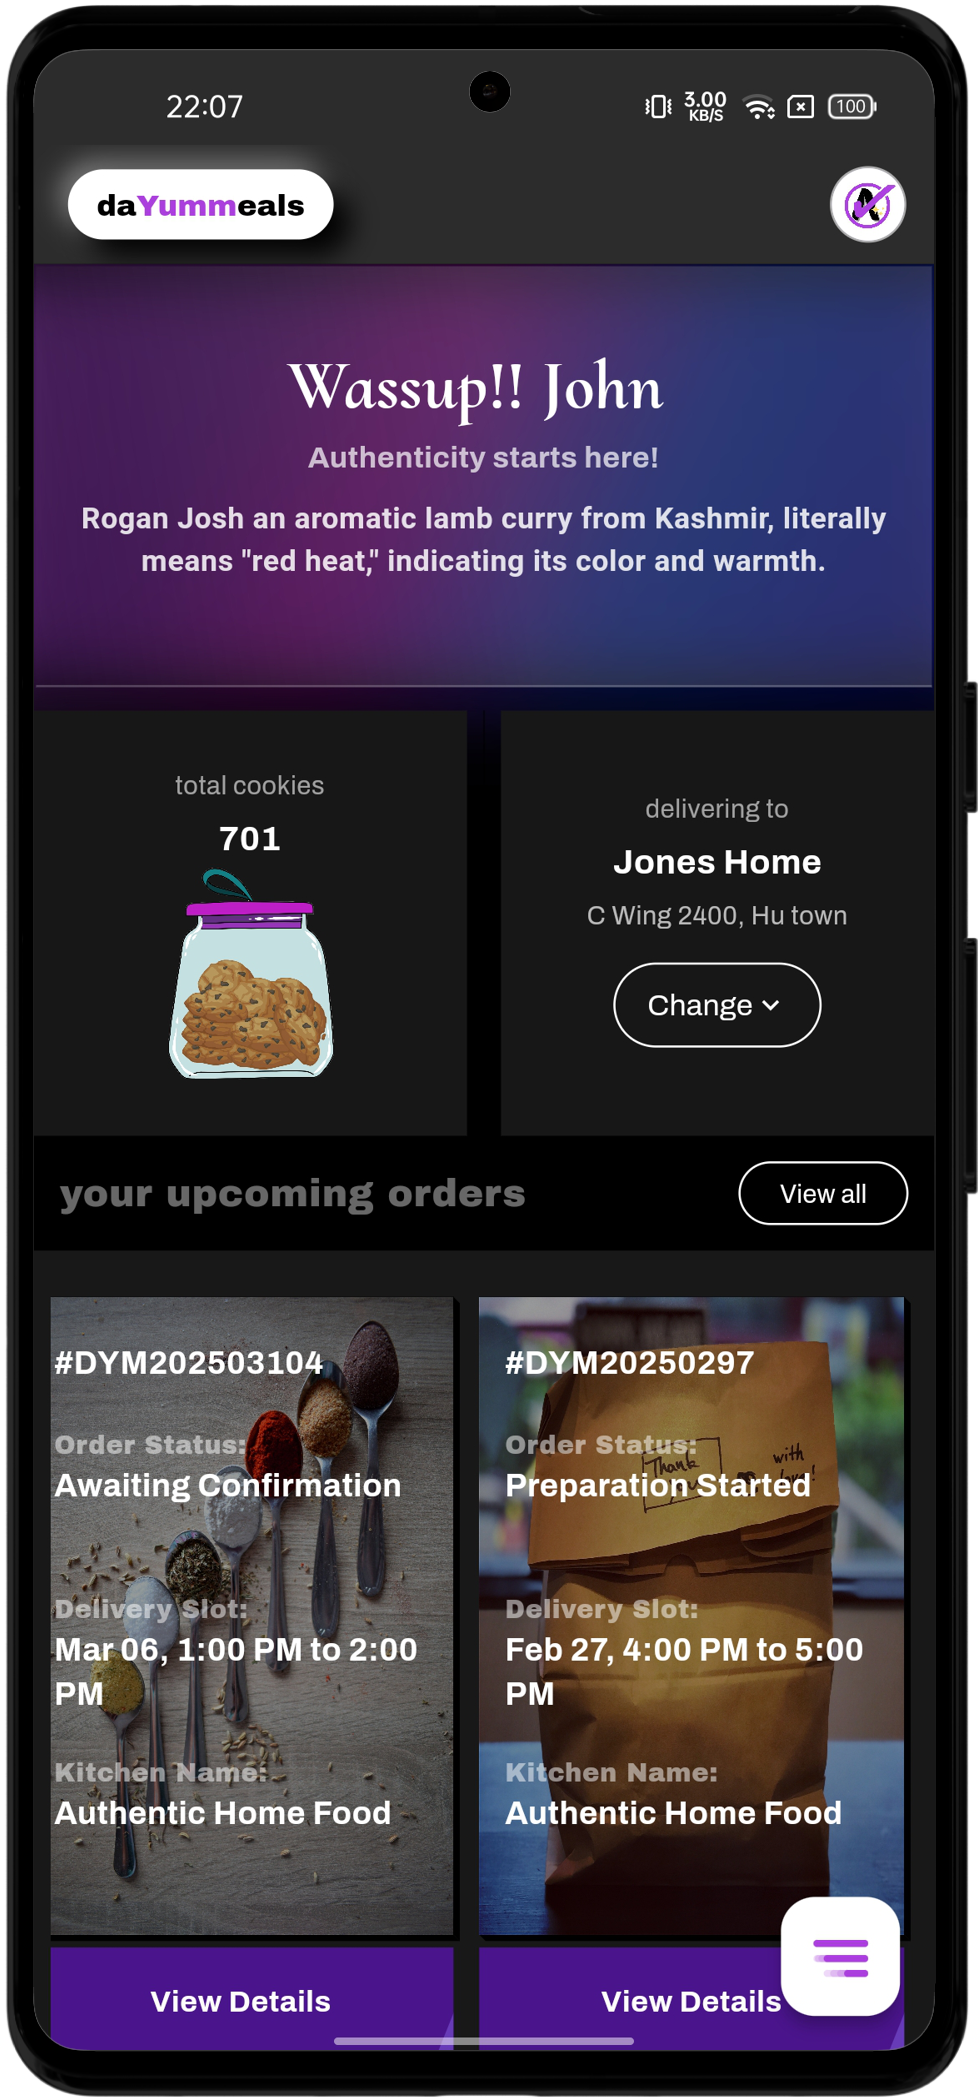 22:07
3.00
KB/S
100
daYummeals
Wassup!! John
Authenticity starts here!
Rogan Josh an aromatic lamb curry from Kashmir, literally
means "red heat," indicating its color and warmth.
total cookies
701
delivering to
Jones Home
C Wing 2400, Hu town
Change
your upcoming orders
View all
#DYM202503104
Order Status:
Awaiting Confirmation
Delivery Slot:
Mar 06, 1:00 PM to 2:00
PM
Kitchen Name:
Authentic Home Food
View Details
#DYM20250297
Order Status:
Preparation Started
Delivery Slot:
Feb 27, 4:00 PM to 5:00
PM
Kitchen Name:
Authentic Home Food
View Details
Thank
with